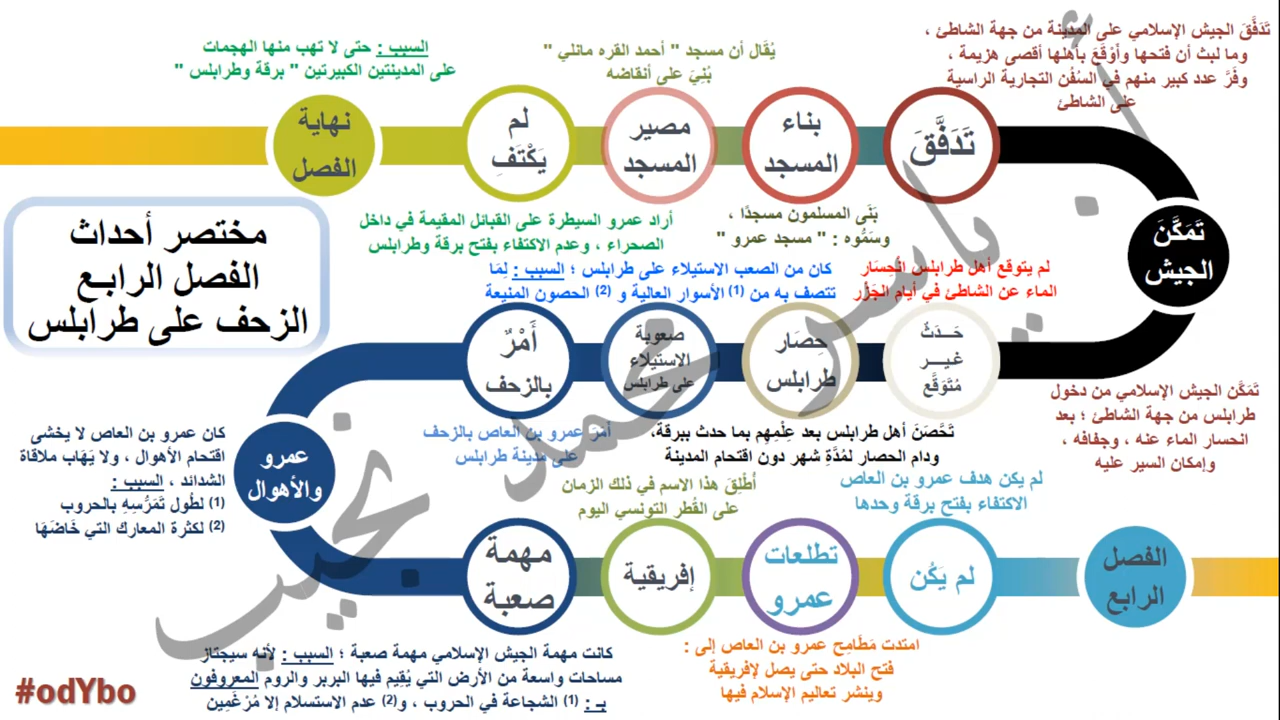 مختصر أحداث
الفصل الرابع
الزحف على طرابلس
الفصل
الرابع
لم يَكُن
لم يكن هدف عمرو بن العاص
الاكتفاء بفتح برقة وحدها
تطلعات
عمرو
امتدت مَطَامِح عمرو بن العاص إلى :
فتح البلاد حتى يصل لإفريقية
وينشر تعاليم الإسلام فيها
إفريقية
أُطْلِقَ هذا الاسم في ذلك الزمان
على القُطر التونسي اليوم
مهمة
صعبة
كانت مهمة الجيش الإسلامي مهمة صعبة ؛ السبب : لأنه سيجتاز
مساحات واسعة من الأرض التي يُقِيم فيها البربر والروم المعروفون
بـ : (1) الشجاعة في الحروب ، و(2) عدم الاستسلام إلا مُرْغَمِين
عمرو
والأهوال
كان عمرو بن العاص لا يخشى
اقتحام الأهوال ، ولا يَهَاب ملاقاة
الشدائد ، السبب :
(1) لطُول تَمَرُّسِهِ بالحروب
(2) لكثرة المعارك التي خَاضَهَا
أَمْرٌ
بالزحف
أمَرَ عمرو بن العاص بالزحف
على مدينة طرابلس
صعوبة
الاستيلاء
على طرابلس
كان من الصعب الاستيلاء على طرابلس ؛ السبب : لِمَا
تتصف به من (1) الأسوار العالية و (2) الحصون المنيعة
حِصَار
طرابلس
تَحَصَّنَ أهل طرابلس بعد عِلْمِهِم بما حدث ببرقة،
ودام الحصار لمُدَّةِ شهر دون اقتحام المدينة
حَــدَثٌ
غيــر
مُتَوَقَّع
لم يتوقع أهل طرابلس انْحِسَار
الماء عن الشاطئ في أيام الجَزْر
تَمَكَّنَ
الجيش
تَمَكَّن الجيش الإسلامي من دخول
طرابلس من جهة الشاطئ ؛ بعد
انحسار الماء عنه ، وجفافه ،
وإمكان السير عليه
تَدَفَّقَ
تَدَفَّقَ الجيش الإسلامي على المدينة من جهة الشاطئ ،
وما لبث أن فتحها وأوْقَعَ بأهلها أقصى هزيمة ،
وفَرَّ عدد كبير منهم في السُفُن التجارية الراسية
على الشاطئ
بناء
المسجد
بَنَى المسلمون مسجدًا ،
وسَمُّوه : " مسجد عمرو "
مصير
المسجد
يُقَال أن مسجد " أحمد القره مانلي "
بُنِيَ على أنقاضه
لم
يَكْتَفِ
أراد عمرو السيطرة على القبائل المقيمة في داخل
الصحراء ، وعدم الاكتفاء بفتح برقة وطرابلس
نهاية
الفصل
السبب : حتى لا تهب منها الهجمات
على المدينتين الكبيرتين " برقة وطرابلس "
أ. ياسر محمد نجيب
#odYbo